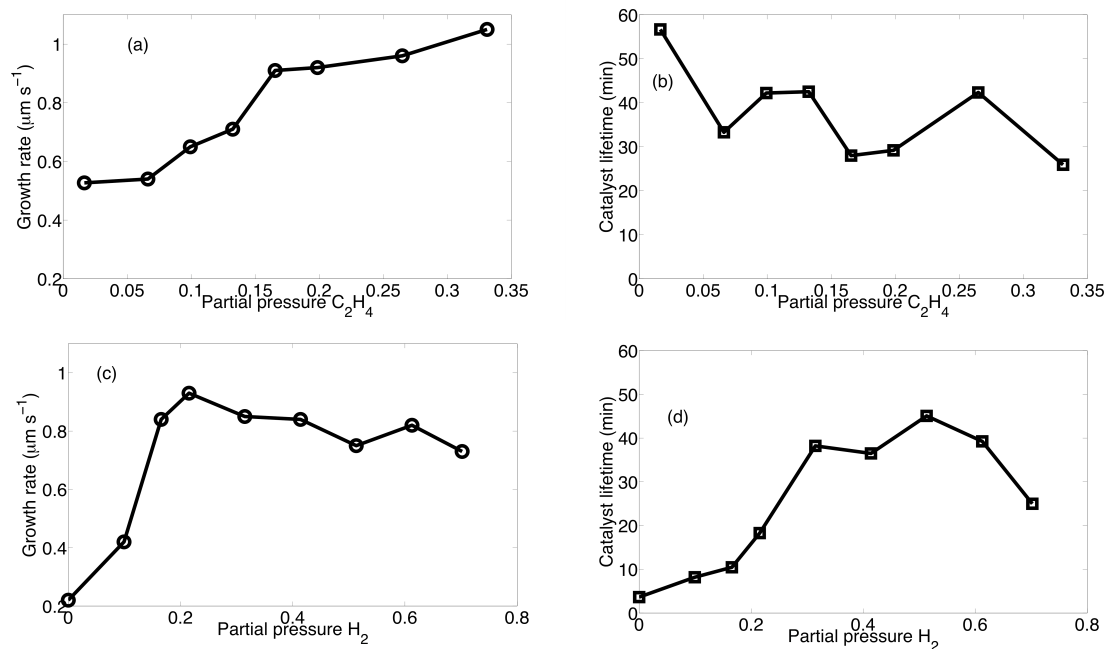 (a)
Growth rate (μm s⁻¹)
1
0.8
0.6
0.4
0.2
0 0.05 0.1 0.15 0.2 0.25 0.3 0.35
Partial pressure C₂H₄
(b)
Catalyst lifetime (min)
60
50
40
30
20
10
0
0 0.05 0.1 0.15 0.2 0.25 0.3 0.35
Partial pressure C₂H₄
(c)
Growth rate (μm s⁻¹)
1
0.8
0.6
0.4
0.2
0 0.2 0.4 0.6 0.8
Partial pressure H₂
(d)
Catalyst lifetime (min)
60
50
40
30
20
10
0
0 0.2 0.4 0.6 0.8
Partial pressure H₂